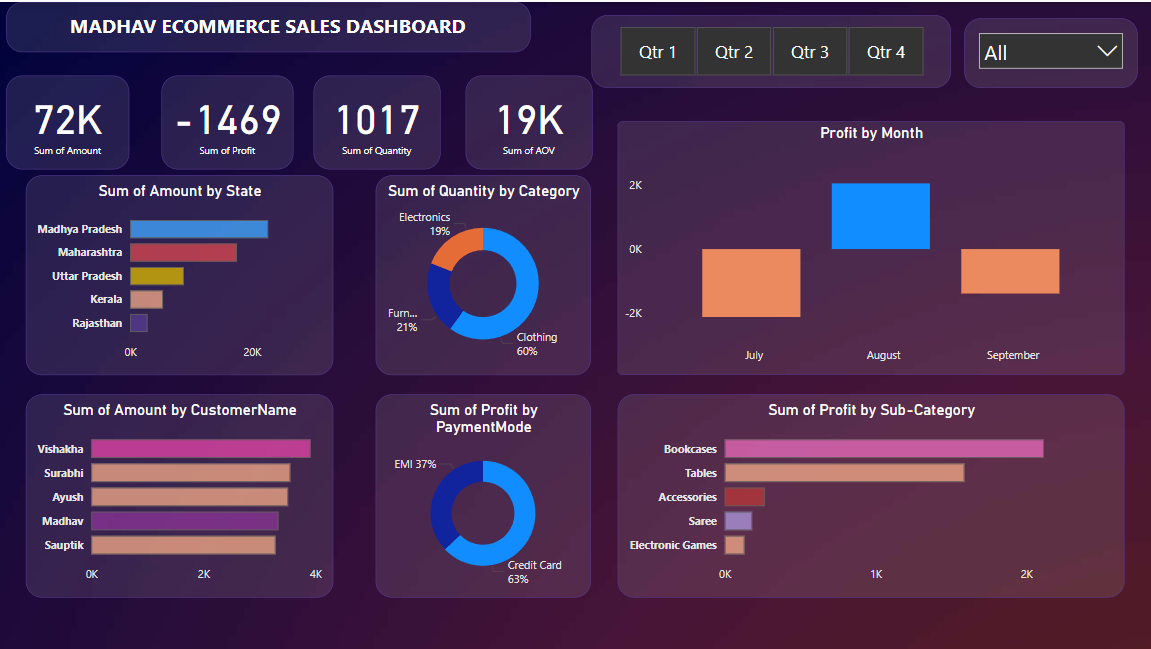 MADHAV ECOMMERCE SALES DASHBOARD
Qtr 1 Qtr 2 Qtr 3 Qtr 4
All
72K
Sum of Amount
-1469
Sum of Profit
1017
Sum of Quantity
19K
Sum of AOV
Sum of Amount by State
Madhya Pradesh
Maharashtra
Uttar Pradesh
Kerala
Rajasthan
0K 20K
Sum of Quantity by Category
Electronics
19%
Furn...
21%
Clothing
60%
Profit by Month
2K
0K
-2K
July August September
Sum of Amount by CustomerName
Vishakha
Surabhi
Ayush
Madhav
Sauptik
0K 2K 4K
Sum of Profit by
PaymentMode
EMI 37%
Credit Card
63%
Sum of Profit by Sub-Category
Bookcases
Tables
Accessories
Saree
Electronic Games
0K 1K 2K